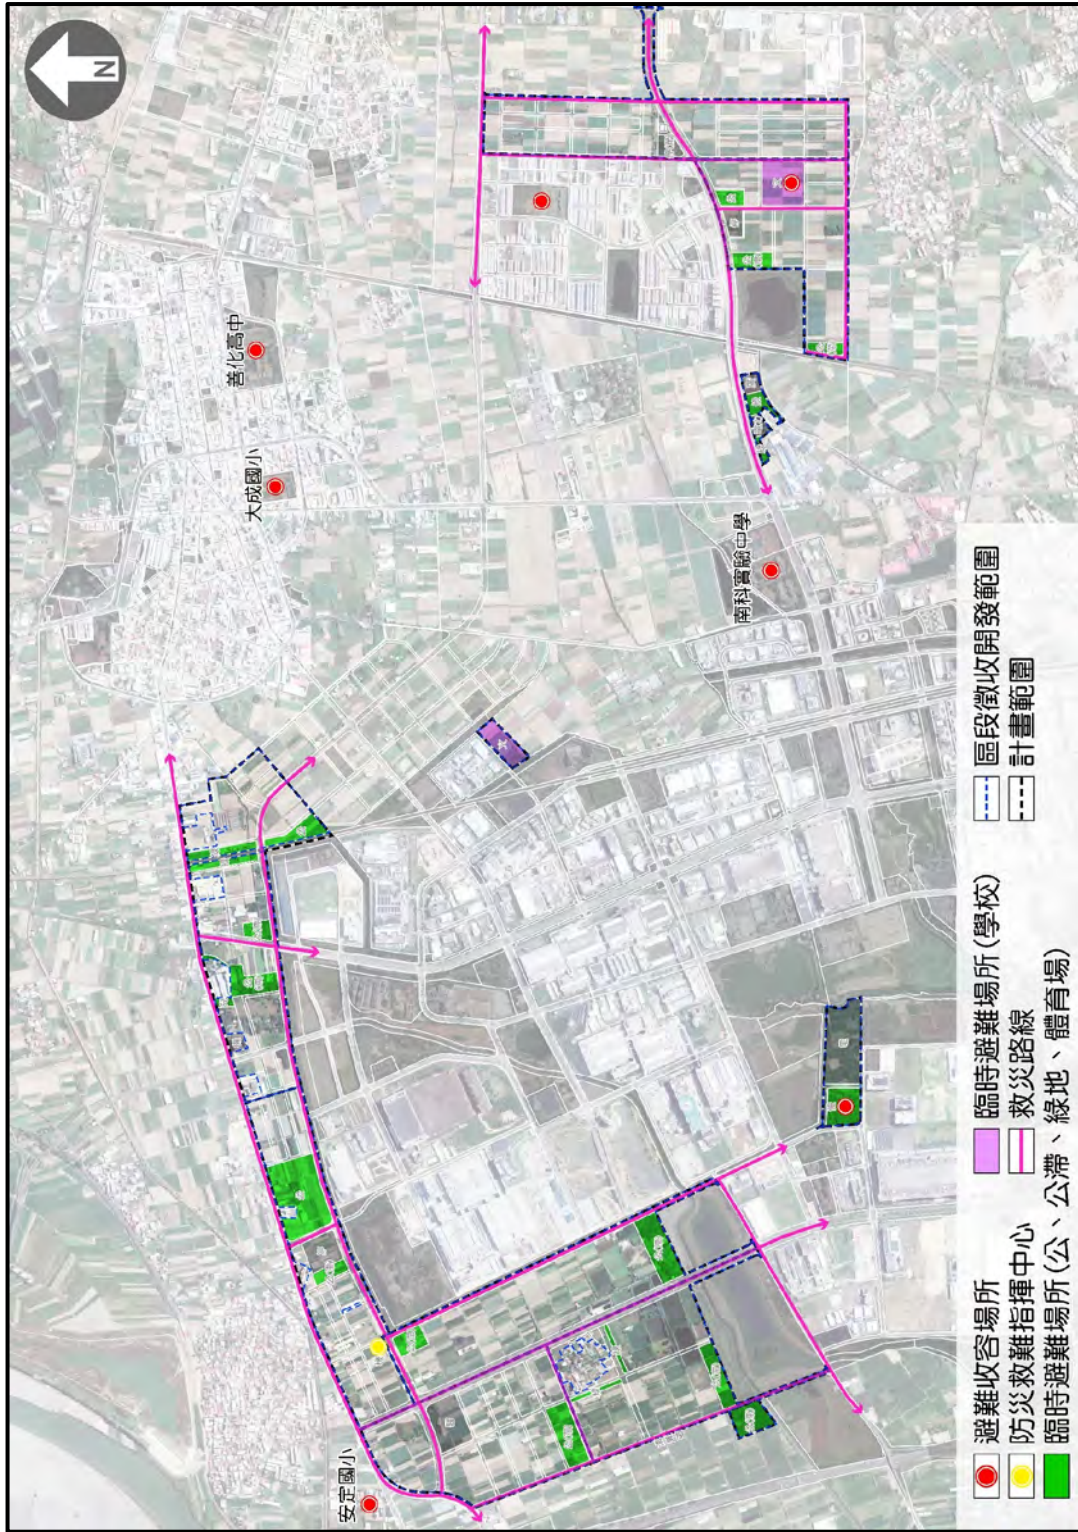 N
善化高中
大成國小
南科實驗中學
安定國小
避難收容場所
防災救難指揮中心
臨時避難場所(公、公滯、綠地、體育場)
臨時避難場所(學校)
救災路線
區段徵收開發範圍
計畫範圍